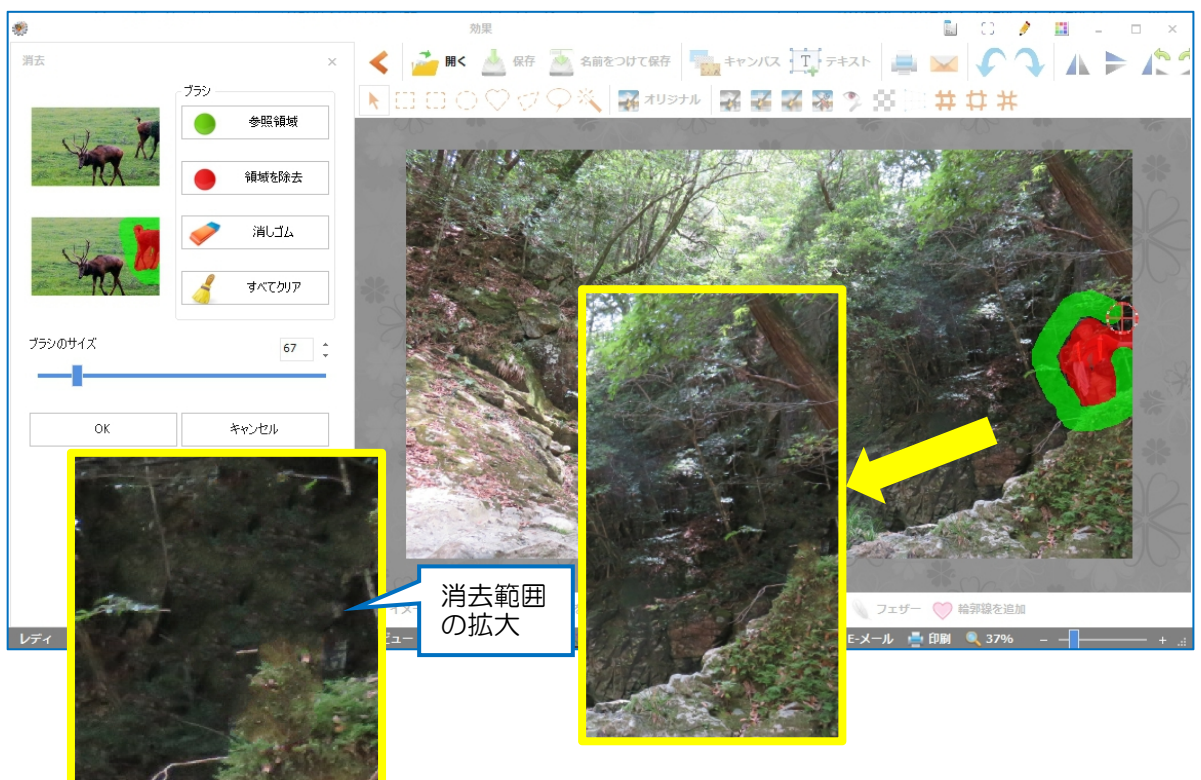 効果
消去
開く
保存
名前をつけて保存
キャンバス
T
テキスト
オリジナル
ブラシ
参照領域
領域を除去
消しゴム
すべてクリア
ブラシのサイズ
67
OK
キャンセル
消去範囲
の拡大
フェザー
輪郭線を追加
レディ
ュー
E-メール
印刷
37%